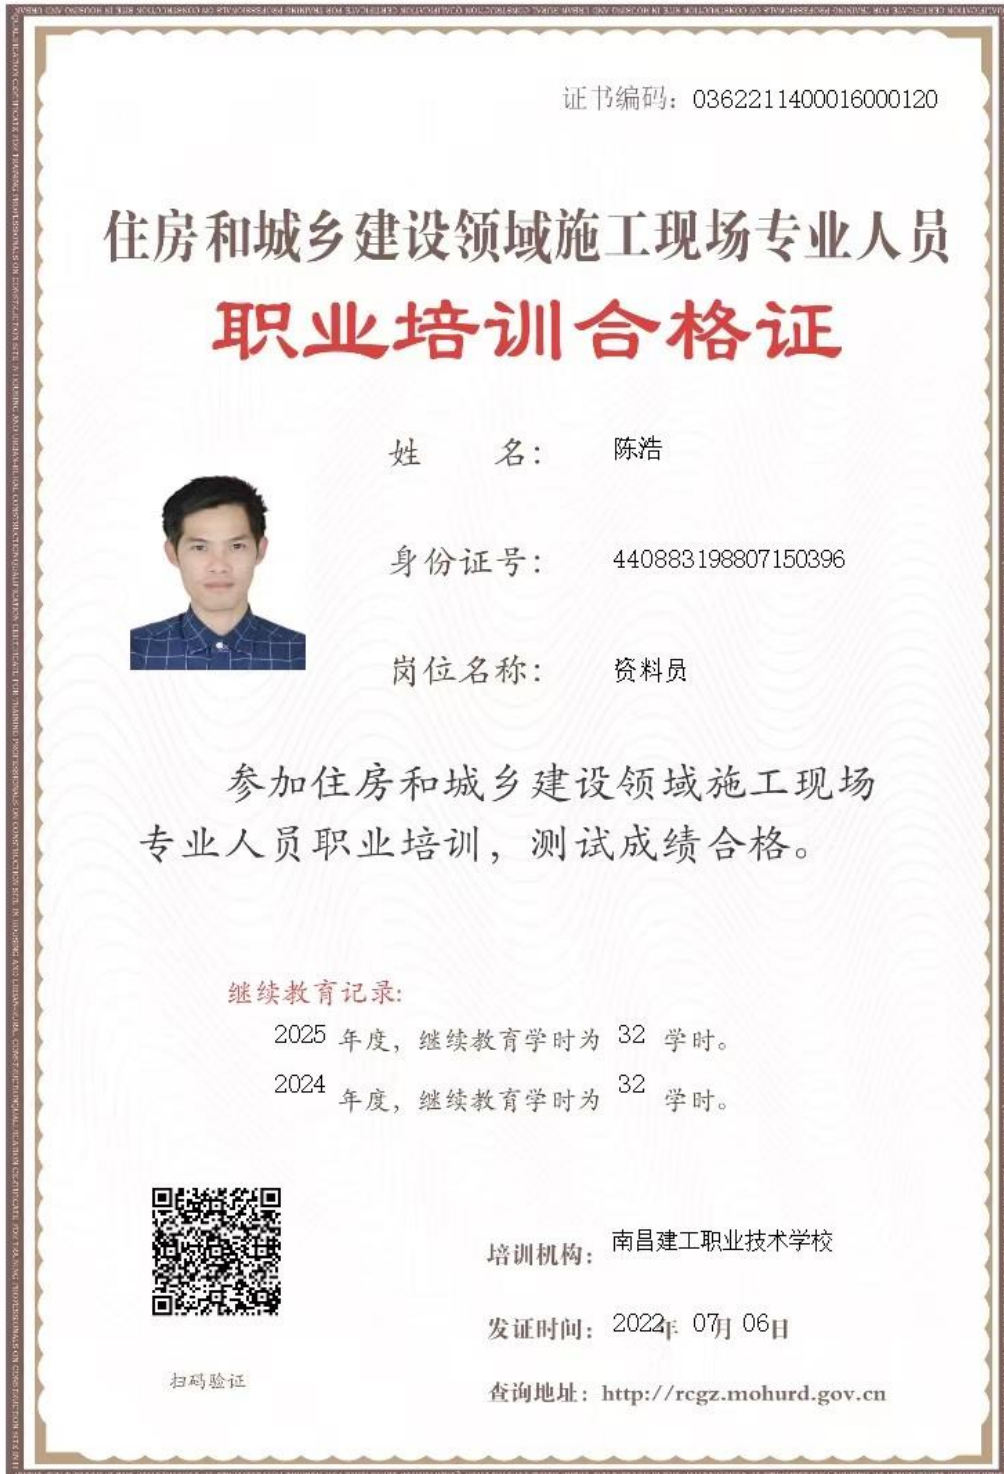 证书编码：0362211400016000120
住房和城乡建设领域施工现场专业人员
职业培训合格证
姓 名： 陈浩
身份证号： 440883198807150396
岗位名称： 资料员
参加住房和城乡建设领域施工现场
专业人员职业培训，测试成绩合格。
继续教育记录:
2025 年度，继续教育学时为 32 学时。
2024 年度，继续教育学时为 32 学时。
培训机构： 南昌建工职业技术学校
发证时间： 2022年 07月 06日
扫码验证
查询地址：http://rcgz.mohurd.gov.cn